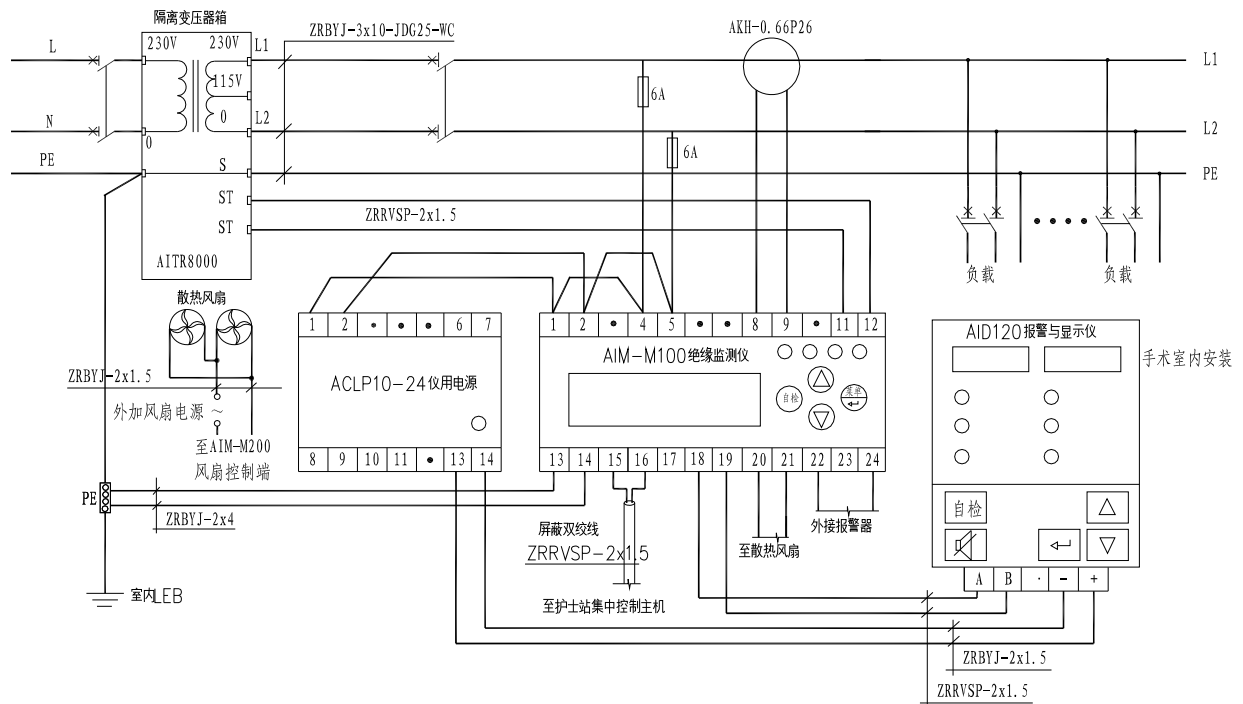 隔离变压器箱
L
230V
230V
L1
ZRBYJ-3x10-JDG25-WC
AKH-0.66P26
L1
115V
6A
N
0
0
L2
L2
6A
PE
S
PE
ST
ZRRVSP-2x1.5
ST
AITR8000
负载
负载
散热风扇
1 2 • • • 6 7
1 2 • 4 5 • • 8 9 • 11 12
AID120报警与显示仪
手术室内安装
AIM-M100绝缘监测仪
ZRBYJ-2x1.5
ACLP10-24仪用电源
自检
菜单
外加风扇电源 ~
至AIM-M200
风扇控制端
8 9 10 11 • 13 14
13 14 15 16 17 18 19 20 21 22 23 24
PE
ZRBYJ-2x4
屏蔽双绞线
ZRRVSP-2x1.5
外接报警器
至散热风扇
自检
A B · - +
室内LEB
至护士站集中控制主机
ZRBYJ-2x1.5
ZRRVSP-2x1.5